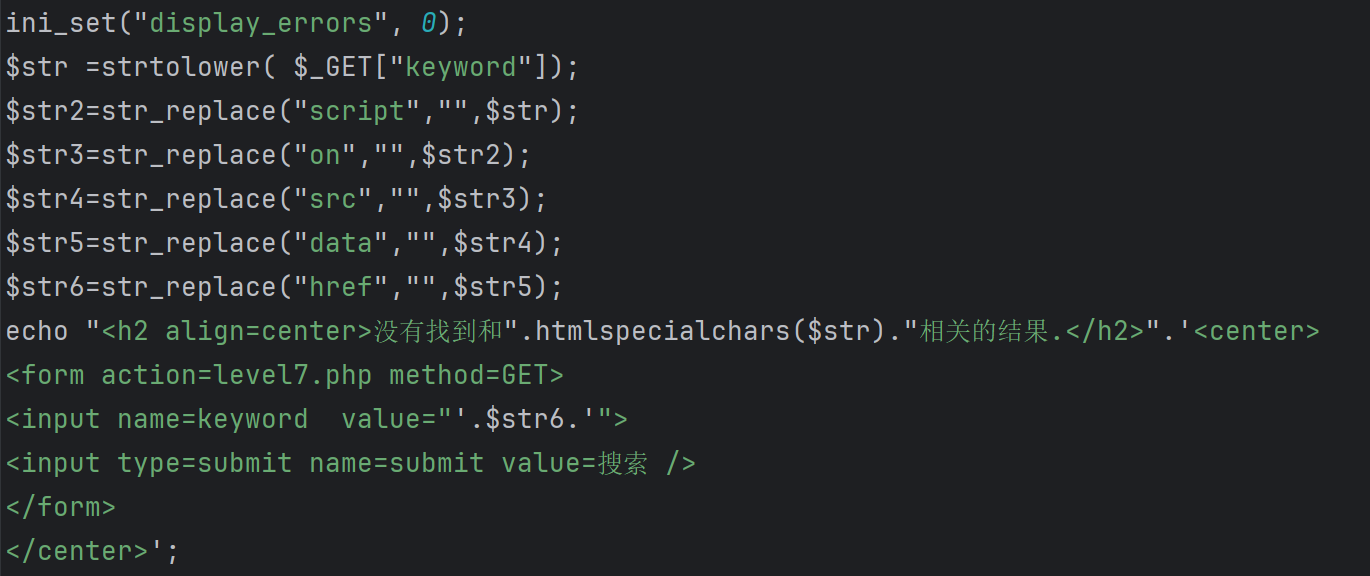 ini_set("display_errors", 0);
$str =strtolower( $_GET["keyword"]);
$str2=str_replace("script","",$str);
$str3=str_replace("on","",$str2);
$str4=str_replace("src","",$str3);
$str5=str_replace("data","",$str4);
$str6=str_replace("href","",$str5);
echo "<h2 align=center>没有找到和".htmlspecialchars($str)."相关的结果.</h2>".'<center>
<form action=level7.php method=GET>
<input name=keyword  value="'.$str6.'">
<input type=submit name=submit value=搜索 />
</form>
</center>';